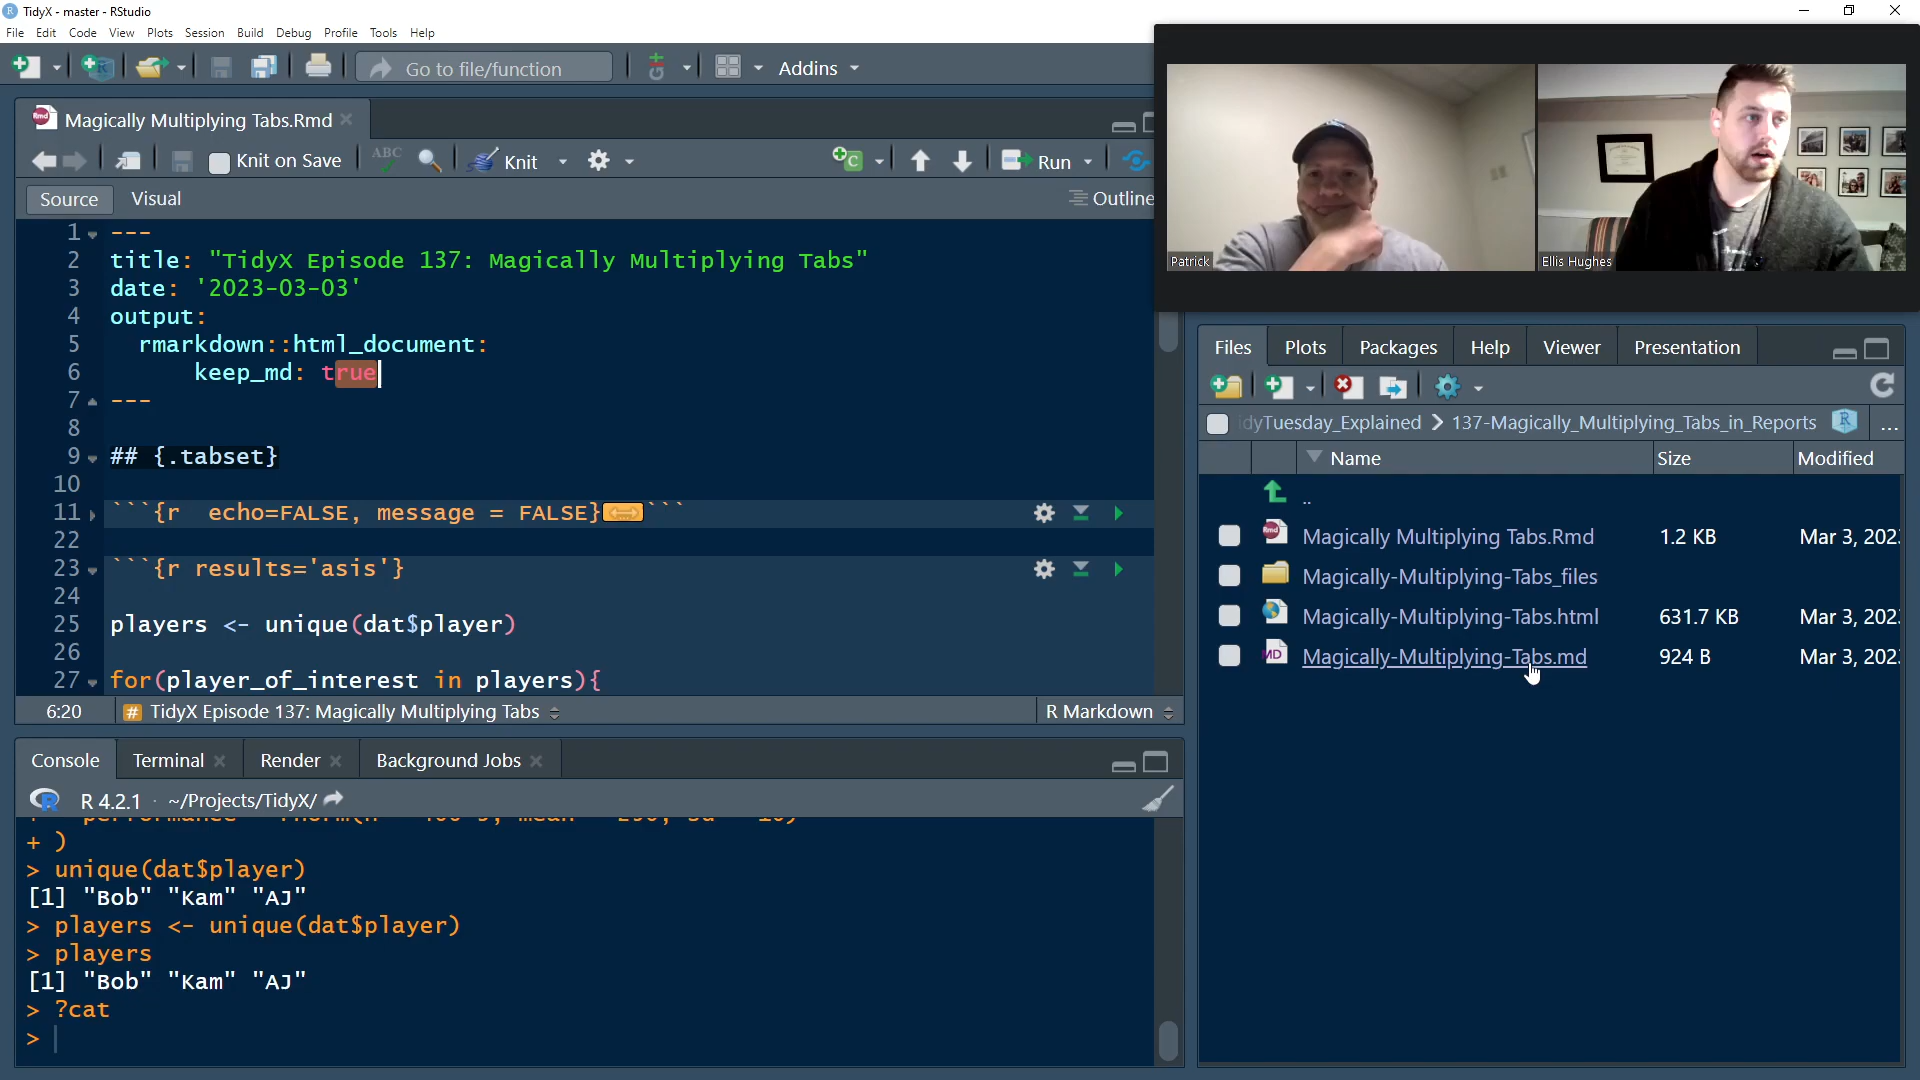 TidyX - master - RStudio
File Edit Code View Plots Session Build Debug Profile Tools Help
Go to file/function
Addins
Magically Multiplying Tabs.Rmd
Knit on Save
ABC
Knit
Run
Source
Visual
Outline
1 ---
2 title: "TidyX Episode 137: Magically Multiplying Tabs"
3 date: '2023-03-03'
4 output:
5 rmarkdown::html_document:
6 keep_md: true
7 ---
8
9 ## {.tabset}
10
11 ```{r  echo=FALSE, message = FALSE}```
22
23 ```{r results='asis'}
24
25 players <- unique(dat$player)
26
27 for(player_of_interest in players){
6:20
# TidyX Episode 137: Magically Multiplying Tabs
R Markdown
Console
Terminal
Render
Background Jobs
R 4.2.1 · ~/Projects/TidyX/
+ )
> unique(dat$player)
[1] "Bob" "Kam" "AJ"
> players <- unique(dat$player)
> players
[1] "Bob" "Kam" "AJ"
> ?cat
>
Patrick
Ellis Hughes
Files
Plots
Packages
Help
Viewer
Presentation
dyTuesday_Explained > 137-Magically_Multiplying_Tabs_in_Reports
...
Name
Size
Modified
..
Magically Multiplying Tabs.Rmd 1.2 KB Mar 3, 202
Magically-Multiplying-Tabs_files
Magically-Multiplying-Tabs.html 631.7 KB Mar 3, 202
Magically-Multiplying-Tabs.md 924 B Mar 3, 202